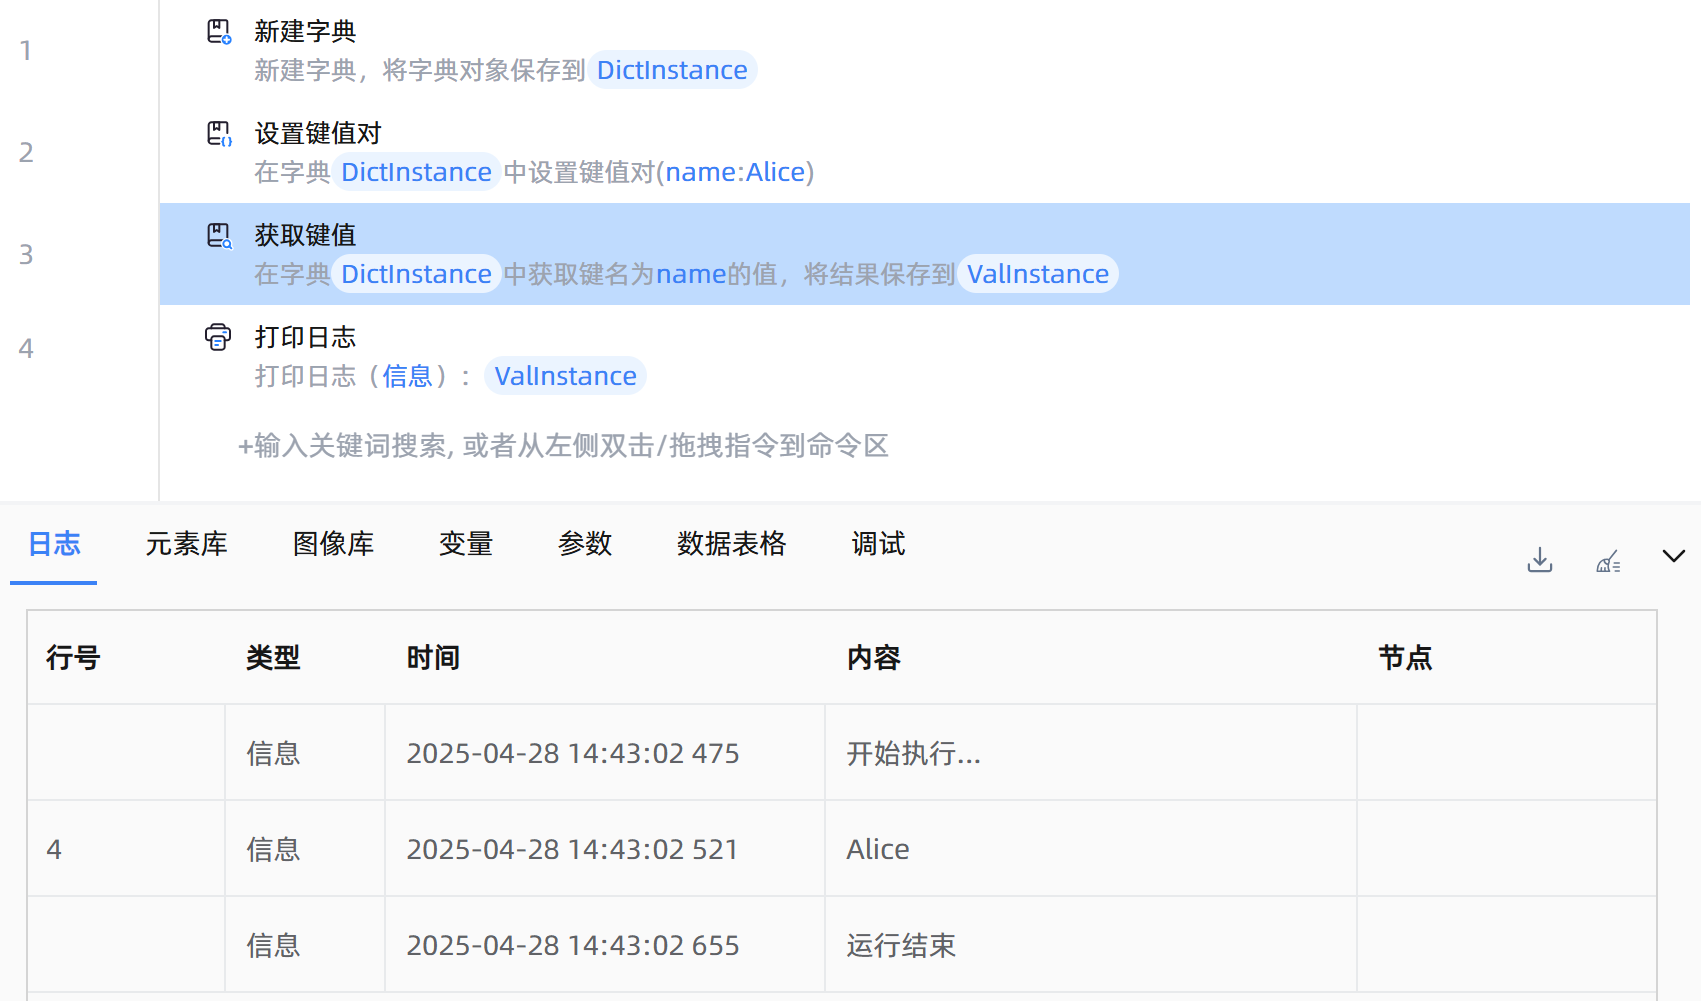 1
新建字典
新建字典，将字典对象保存到 DictInstance
2
设置键值对
在字典 DictInstance 中设置键值对(name:Alice)
3
获取键值
在字典 DictInstance 中获取键名为name的值，将结果保存到 ValInstance
4
打印日志
打印日志（信息）： ValInstance
+输入关键词搜索, 或者从左侧双击/拖拽指令到命令区
日志 元素库 图像库 变量 参数 数据表格 调试
行号 类型 时间 内容 节点
信息 2025-04-28 14:43:02 475 开始执行...
4 信息 2025-04-28 14:43:02 521 Alice
信息 2025-04-28 14:43:02 655 运行结束